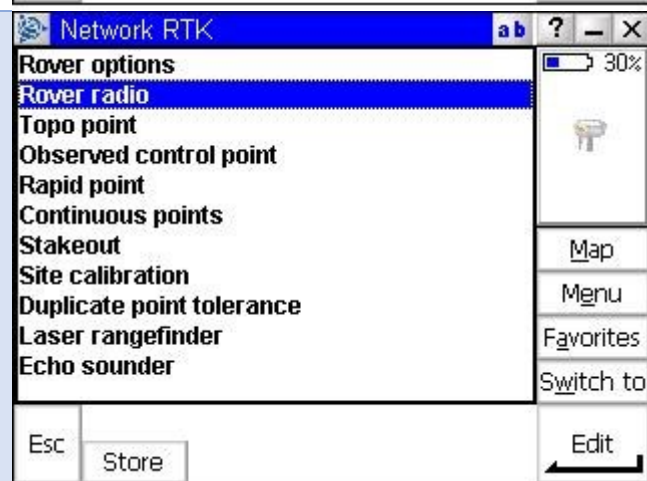 Network RTK
ab
? – X
Rover options
Rover radio
Topo point
Observed control point
Rapid point
Continuous points
Stakeout
Site calibration
Duplicate point tolerance
Laser rangefinder
Echo sounder
30%
Map
Menu
Favorites
Switch to
Esc
Store
Edit